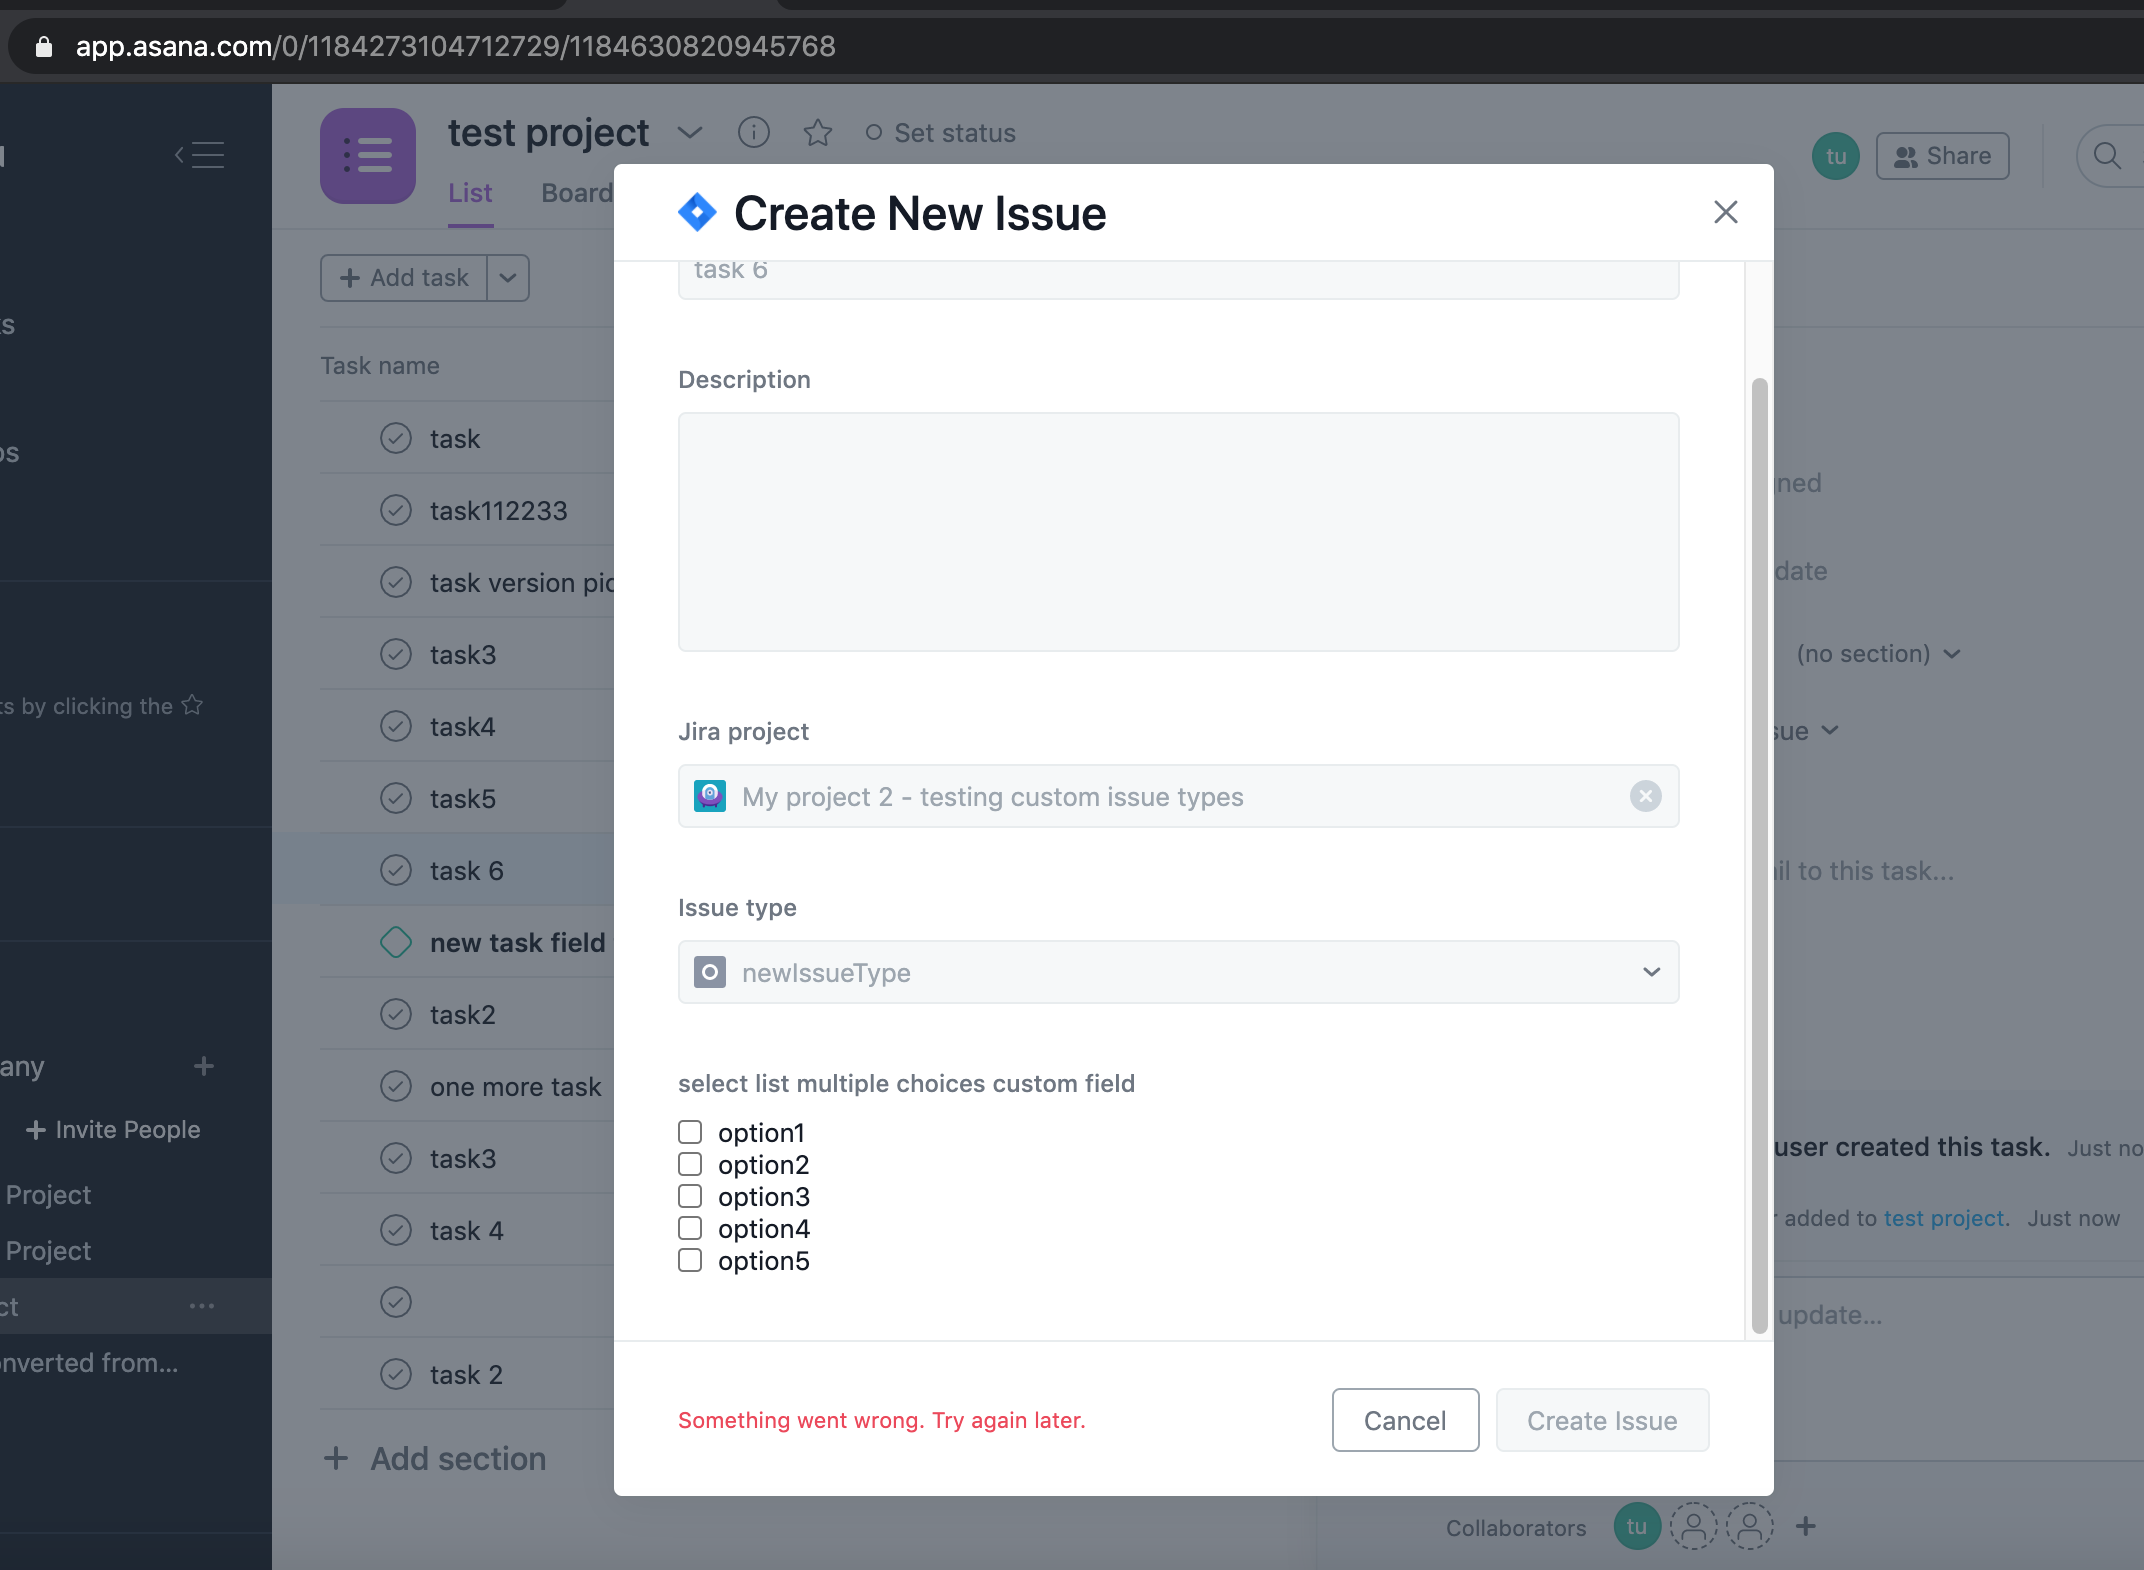 app.asana.com/0/1184273104712729/1184630820945768
test project
Set status
tu
Share
List
Board
Create New Issue
Add task
task 6
Task name
Description
task
task112233
task version pic
task3
task4
task5
task 6
new task field
task2
one more task
task3
task 4
task 2
Add section
ts by clicking the
any
Invite People
Project
Project
ct
...
onverted from...
Jira project
My project 2 - testing custom issue types
Issue type
newIssueType
select list multiple choices custom field
option1
option2
option3
option4
option5
Something went wrong. Try again later.
Cancel
Create Issue
gned
date
(no section)
sue
il to this task...
user created this task. Just no
r added to test project. Just now
update...
Collaborators
tu